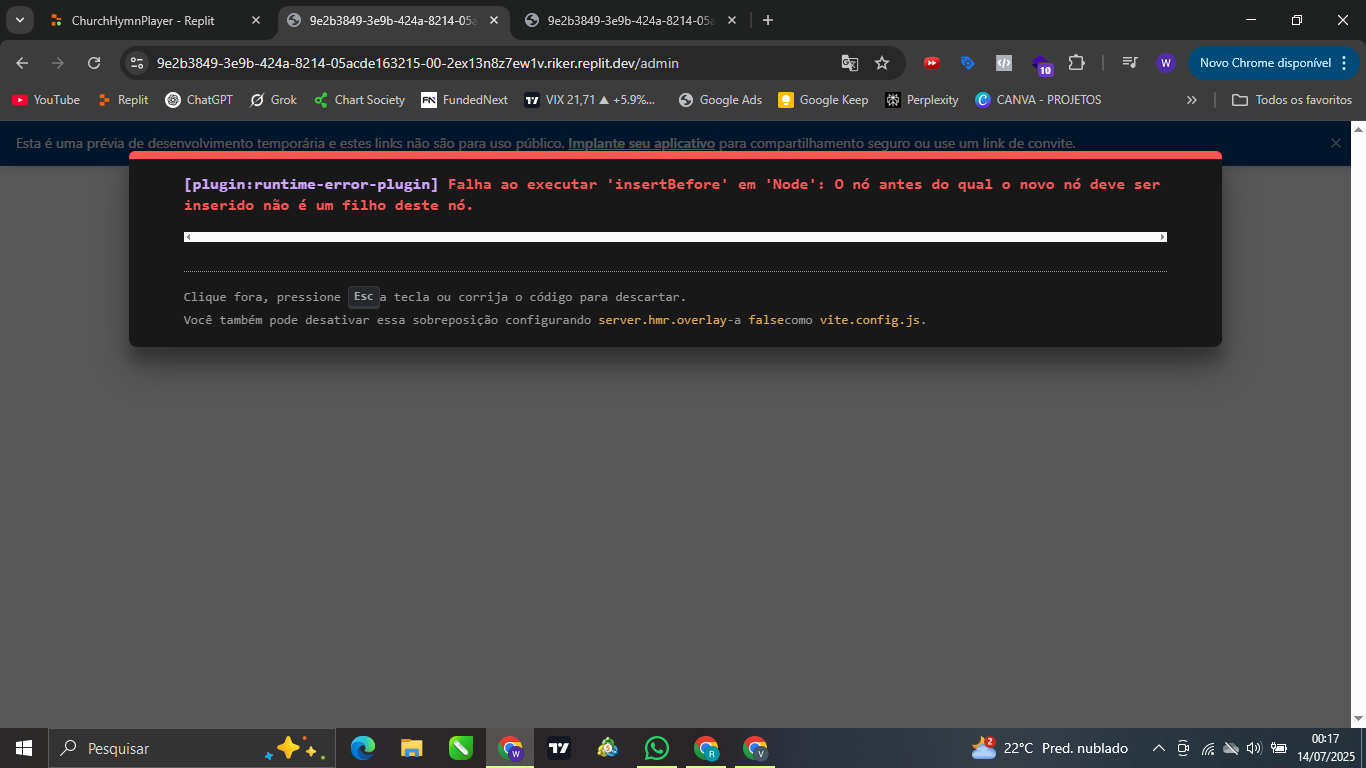 ChurchHymnPlayer - Replit
9e2b3849-3e9b-424a-8214-05a
9e2b3849-3e9b-424a-8214-05a
9e2b3849-3e9b-424a-8214-05acde163215-00-2ex13n8z7ew1v.riker.replit.dev/admin
10
W
Novo Chrome disponível
YouTube
Replit
ChatGPT
Grok
Chart Society
FN FundedNext
VIX 21,71 ▲ +5.9%...
Google Ads
Google Keep
Perplexity
CANVA - PROJETOS
Todos os favoritos
Esta é uma prévia de desenvolvimento temporária e estes links não são para uso público. Implante seu aplicativo para compartilhamento seguro ou use um link de convite.
[plugin:runtime-error-plugin] Falha ao executar 'insertBefore' em 'Node': O nó antes do qual o novo nó deve ser
inserido não é um filho deste nó.
Clique fora, pressione Esc a tecla ou corrija o código para descartar.
Você também pode desativar essa sobreposição configurando server.hmr.overlay-a falsecomo vite.config.js.
Pesquisar
W
R
V
2
22°C Pred. nublado
00:17
14/07/2025